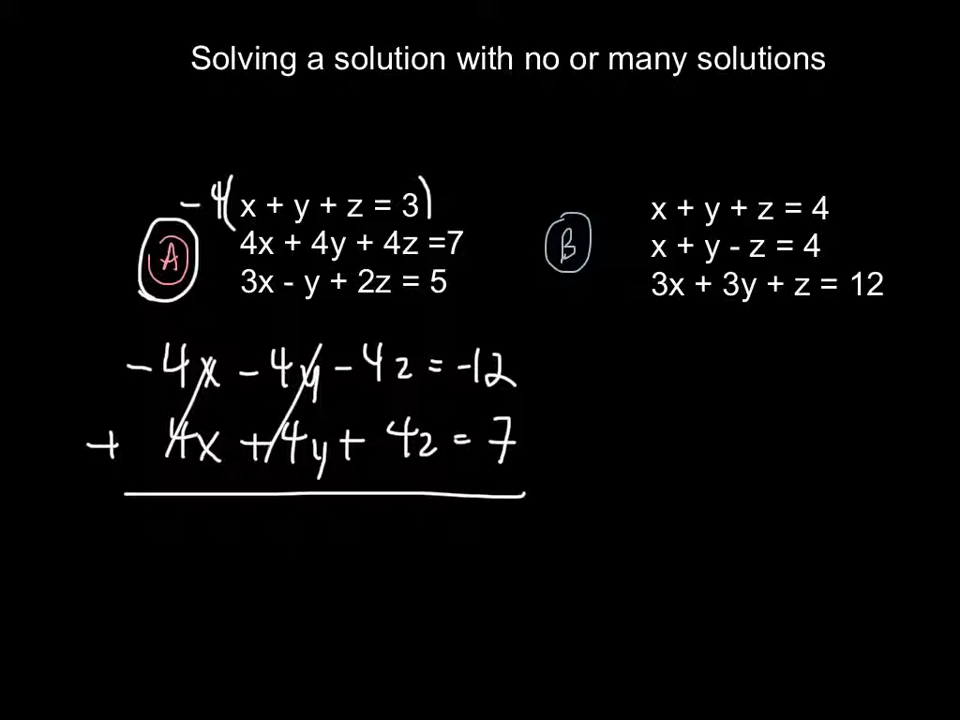 Solving a solution with no or many solutions
-4(x + y + z = 3)
A
4x + 4y + 4z =7
3x - y + 2z = 5
B
x + y + z = 4
x + y - z = 4
3x + 3y + z = 12
-4x - 4y - 4z = -12
+ 4x + 4y + 4z = 7